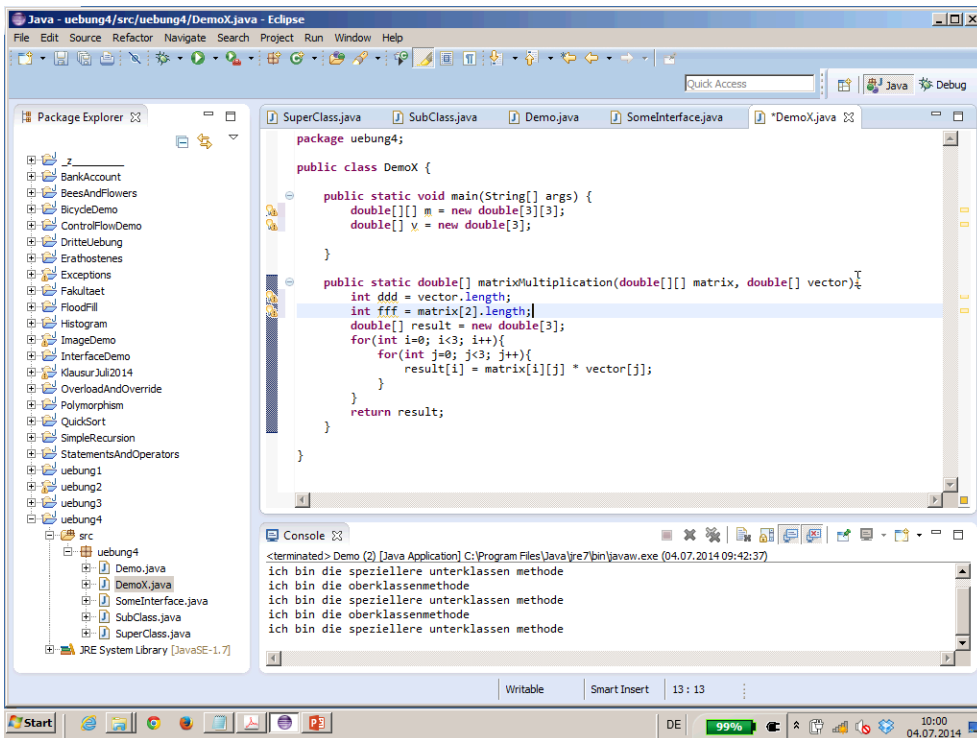 Java - uebung4/src/uebung4/DemoX.java - Eclipse
File Edit Source Refactor Navigate Search Project Run Window Help
Quick Access
Java
Debug
Package Explorer
_z_________
BankAccount
BeesAndFlowers
BicycleDemo
ControlFlowDemo
DritteUebung
Erathostenes
Exceptions
Fakultaet
FloodFill
Histogram
ImageDemo
InterfaceDemo
KlausurJuli2014
OverloadAndOverride
Polymorphism
QuickSort
SimpleRecursion
StatementsAndOperators
uebung1
uebung2
uebung3
uebung4
src
uebung4
Demo.java
DemoX.java
SomeInterface.java
SubClass.java
SuperClass.java
JRE System Library [JavaSE-1.7]
SuperClass.java SubClass.java Demo.java SomeInterface.java *DemoX.java
package uebung4;
public class DemoX {
public static void main(String[] args) {
double[][] m = new double[3][3];
double[] v = new double[3];
}
public static double[] matrixMultiplication(double[][] matrix, double[] vector){
int ddd = vector.length;
int fff = matrix[2].length;
double[] result = new double[3];
for(int i=0; i<3; i++){
for(int j=0; j<3; j++){
result[i] = matrix[i][j] * vector[j];
}
}
return result;
}
}
Console
<terminated> Demo (2) [Java Application] C:\Program Files\Java\jre7\bin\javaw.exe (04.07.2014 09:42:37)
ich bin die speziellere unterklassen methode
ich bin die oberklassenmethode
ich bin die speziellere unterklassen methode
ich bin die oberklassenmethode
ich bin die speziellere unterklassen methode
Writable Smart Insert 13 : 13
Start
DE 99% 10:00
04.07.2014